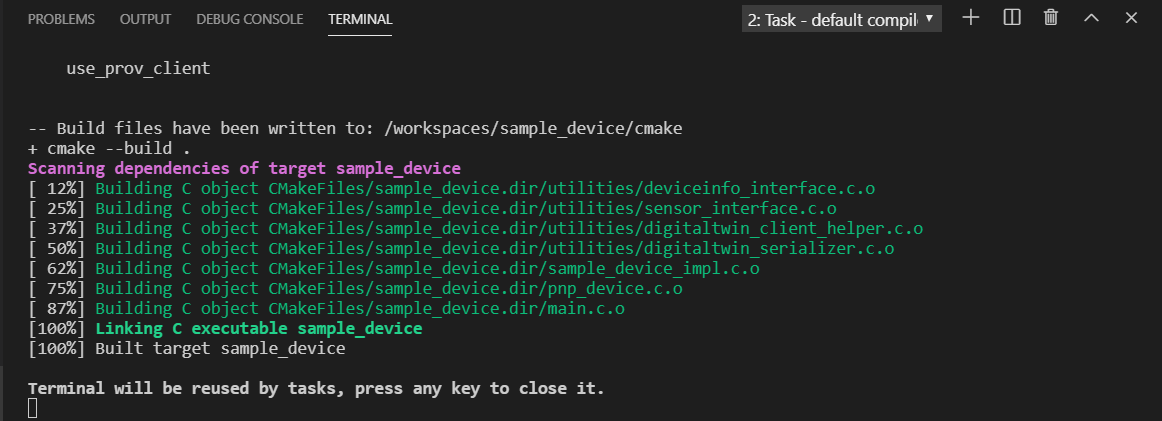 PROBLEMS OUTPUT DEBUG CONSOLE TERMINAL 2: Task - default compil
use_prov_client
-- Build files have been written to: /workspaces/sample_device/cmake
+ cmake --build .
Scanning dependencies of target sample_device
[ 12%] Building C object CMakeFiles/sample_device.dir/utilities/deviceinfo_interface.c.o
[ 25%] Building C object CMakeFiles/sample_device.dir/utilities/sensor_interface.c.o
[ 37%] Building C object CMakeFiles/sample_device.dir/utilities/digitaltwin_client_helper.c.o
[ 50%] Building C object CMakeFiles/sample_device.dir/utilities/digitaltwin_serializer.c.o
[ 62%] Building C object CMakeFiles/sample_device.dir/sample_device_impl.c.o
[ 75%] Building C object CMakeFiles/sample_device.dir/pnp_device.c.o
[ 87%] Building C object CMakeFiles/sample_device.dir/main.c.o
[100%] Linking C executable sample_device
[100%] Built target sample_device
Terminal will be reused by tasks, press any key to close it.